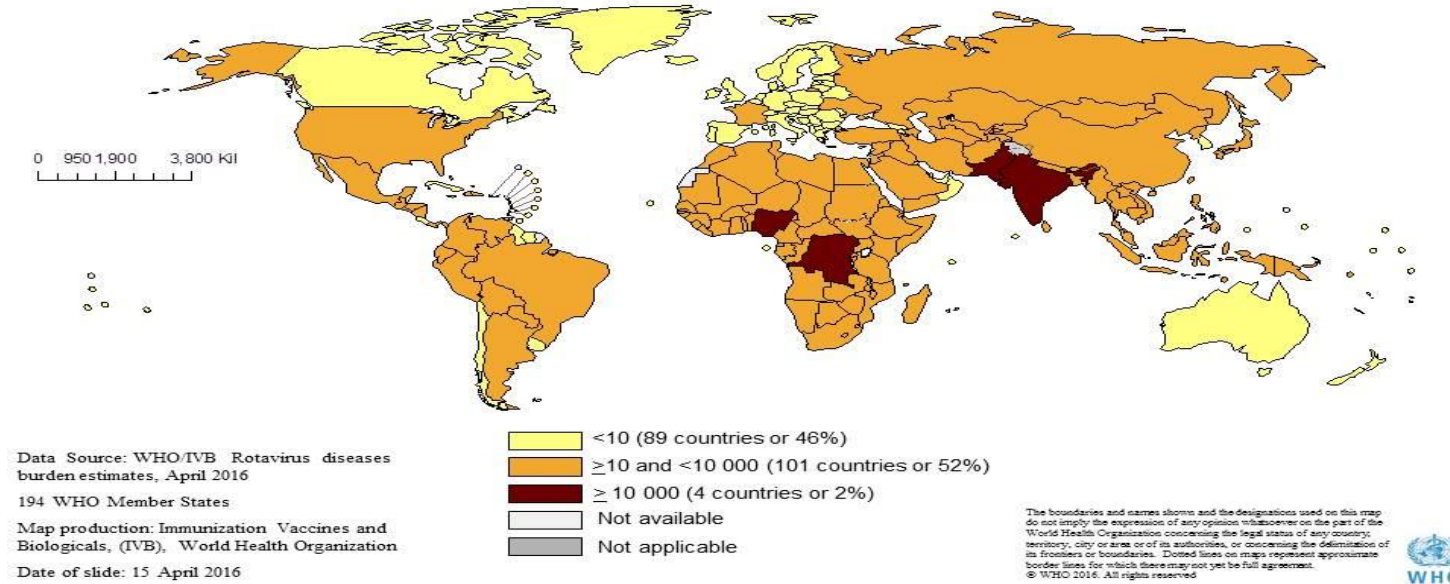 0 950 1,900 3,800 Kil
<10 (89 countries or 46%)
≥10 and <10 000 (101 countries or 52%)
≥ 10 000 (4 countries or 2%)
Not available
Not applicable
Data Source: WHO/IVB Rotavirus diseases
burden estimates, April 2016
194 WHO Member States
Map production: Immunization Vaccines and
Biologicals, (IVB), World Health Organization
Date of slide: 15 April 2016
The boundaries and names shown and the designations used on this map
do not imply the expression of any opinion whatsoever on the part of the
World Health Organization concerning the legal status of any country,
territory, city or area or of its authorities, or concerning the delimitation of
its frontiers or boundaries. Dotted lines on maps represent approximate
border lines for which there may not yet be full agreement.
© WHO 2016. All rights reserved
WHO